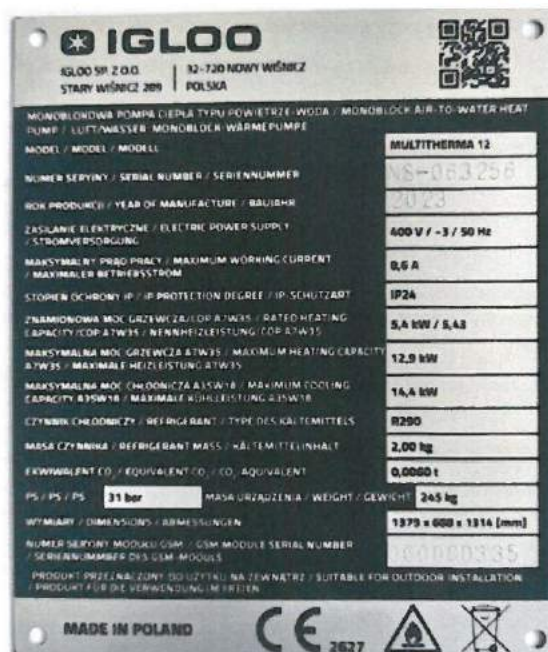 IGLOO
IGLOO SP. Z O.O.
STARY WIŚNICZ 289
32-720 NOWY WIŚNICZ
POLSKA
MONOBLOKOWA POMPA CIEPŁA TYPU POWIETRZE-WODA / MONOBLOCK AIR-TO-WATER HEAT
PUMP / LUFT/WASSER MONOBLOCK-WÄRMEPUMPE
MODEL / MODEL / MODELL MULTITHERMA 12
NUMER SERYJNY / SERIAL NUMBER / SERIENNUMMER NS-063256
ROK PRODUKCJI / YEAR OF MANUFACTURE / BAUJAHR 2023
ZASILANIE ELEKTRYCZNE / ELECTRIC POWER SUPPLY
/ STROMVERSORGUNG 400 V / ~3 / 50 Hz
MAKSYMALNY PRĄD PRACY / MAXIMUM WORKING CURRENT
/ MAXIMALER BETRIEBSSTROM 8,6 A
STOPIEŃ OCHRONY IP / IP PROTECTION DEGREE / IP-SCHUTZART IP24
ZNAMIONOWA MOC GRZEWCZA/COP A7W35 / RATED HEATING
CAPACITY/COP A7W35 / NENNHEIZLEISTUNG/COP A7W35 5,4 kW / 5,43
MAKSYMALNA MOC GRZEWCZA A7W35 / MAXIMUM HEATING CAPACITY
A7W35 / MAXIMALE HEIZLEISTUNG A7W35 12,9 kW
MAKSYMALNA MOC CHŁODNICZA A35W18 / MAXIMUM COOLING
CAPACITY A35W18 / MAXIMALE KÜHLLEISTUNG A35W18 14,4 kW
CZYNNIK CHŁODNICZY / REFRIGERANT / TYPE DES KÄLTEMITTELS R290
MASA CZYNNIKA / REFRIGERANT MASS / KÄLTEMITTELINHALT 2,00 kg
EKWIWALENT CO₂ / EQUIVALENT CO₂ / CO₂ AQUIVALENT 0,0060 t
PS / PS / PS 31 bar MASA URZĄDZENIA / WEIGHT / GEWICHT 245 kg
WYMIARY / DIMENSIONS / ABMESSUNGEN 1379 x 608 x 1314 [mm]
NUMER SERYJNY MODUŁU GSM / GSM MODULE SERIAL NUMBER
/ SERIENNUMMBER DES GSM-MODULS
PRODUKT PRZEZNACZONY DO UŻYTKU NA ZEWNĄTRZ / SUITABLE FOR OUTDOOR INSTALLATION
/ PRODUKT FÜR DIE VERWENDUNG IM FREIEN
MADE IN POLAND CE 2627